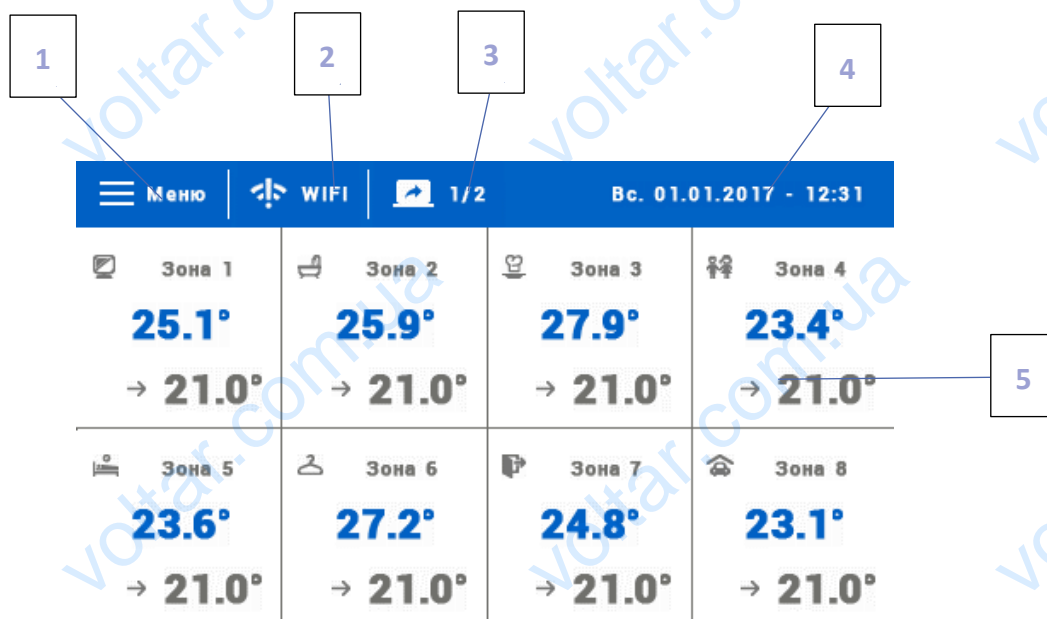 1 2 3 4
Меню WIFI 1/2 Вс. 01.01.2017 - 12:31
Зона 1 Зона 2 Зона 3 Зона 4
25.1° 25.9° 27.9° 23.4°
→ 21.0° → 21.0° → 21.0° → 21.0°
5
Зона 5 Зона 6 Зона 7 Зона 8
23.6° 27.2° 24.8° 23.1°
→ 21.0° → 21.0° → 21.0° → 21.0°
voltar.com.ua
voltar.com.ua